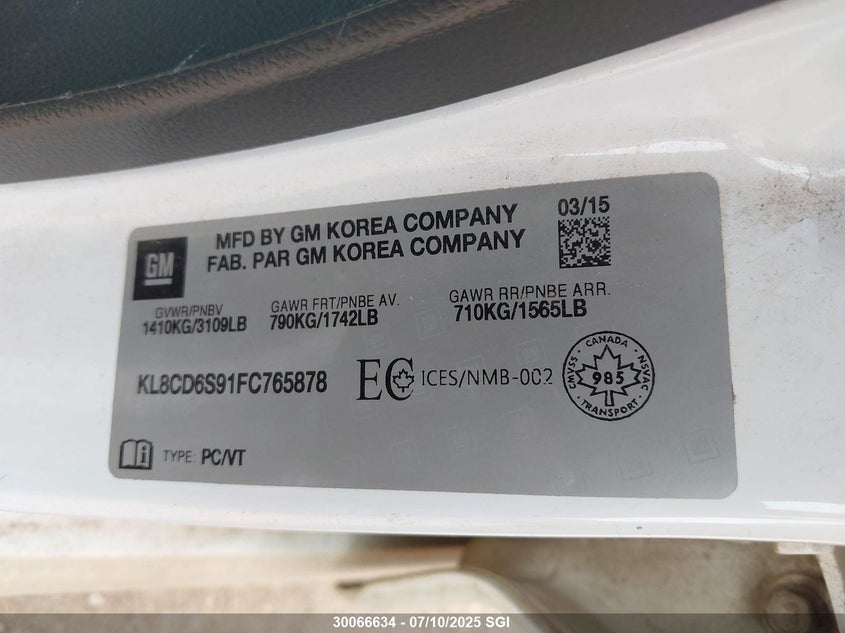 GM
MFD BY GM KOREA COMPANY
FAB. PAR GM KOREA COMPANY
03/15
GVWR/PNBV
1410KG/3109LB
GAWR FRT/PNBE AV.
790KG/1742LB
GAWR RR/PNBE ARR.
710KG/1565LB
KL8CD6S91FC765878
EC ICES/NMB-002
CANADA
SVAC
985
NSVAC
TRANSPORT
TYPE: PC/VT
30066634 - 07/10/2025 SGI